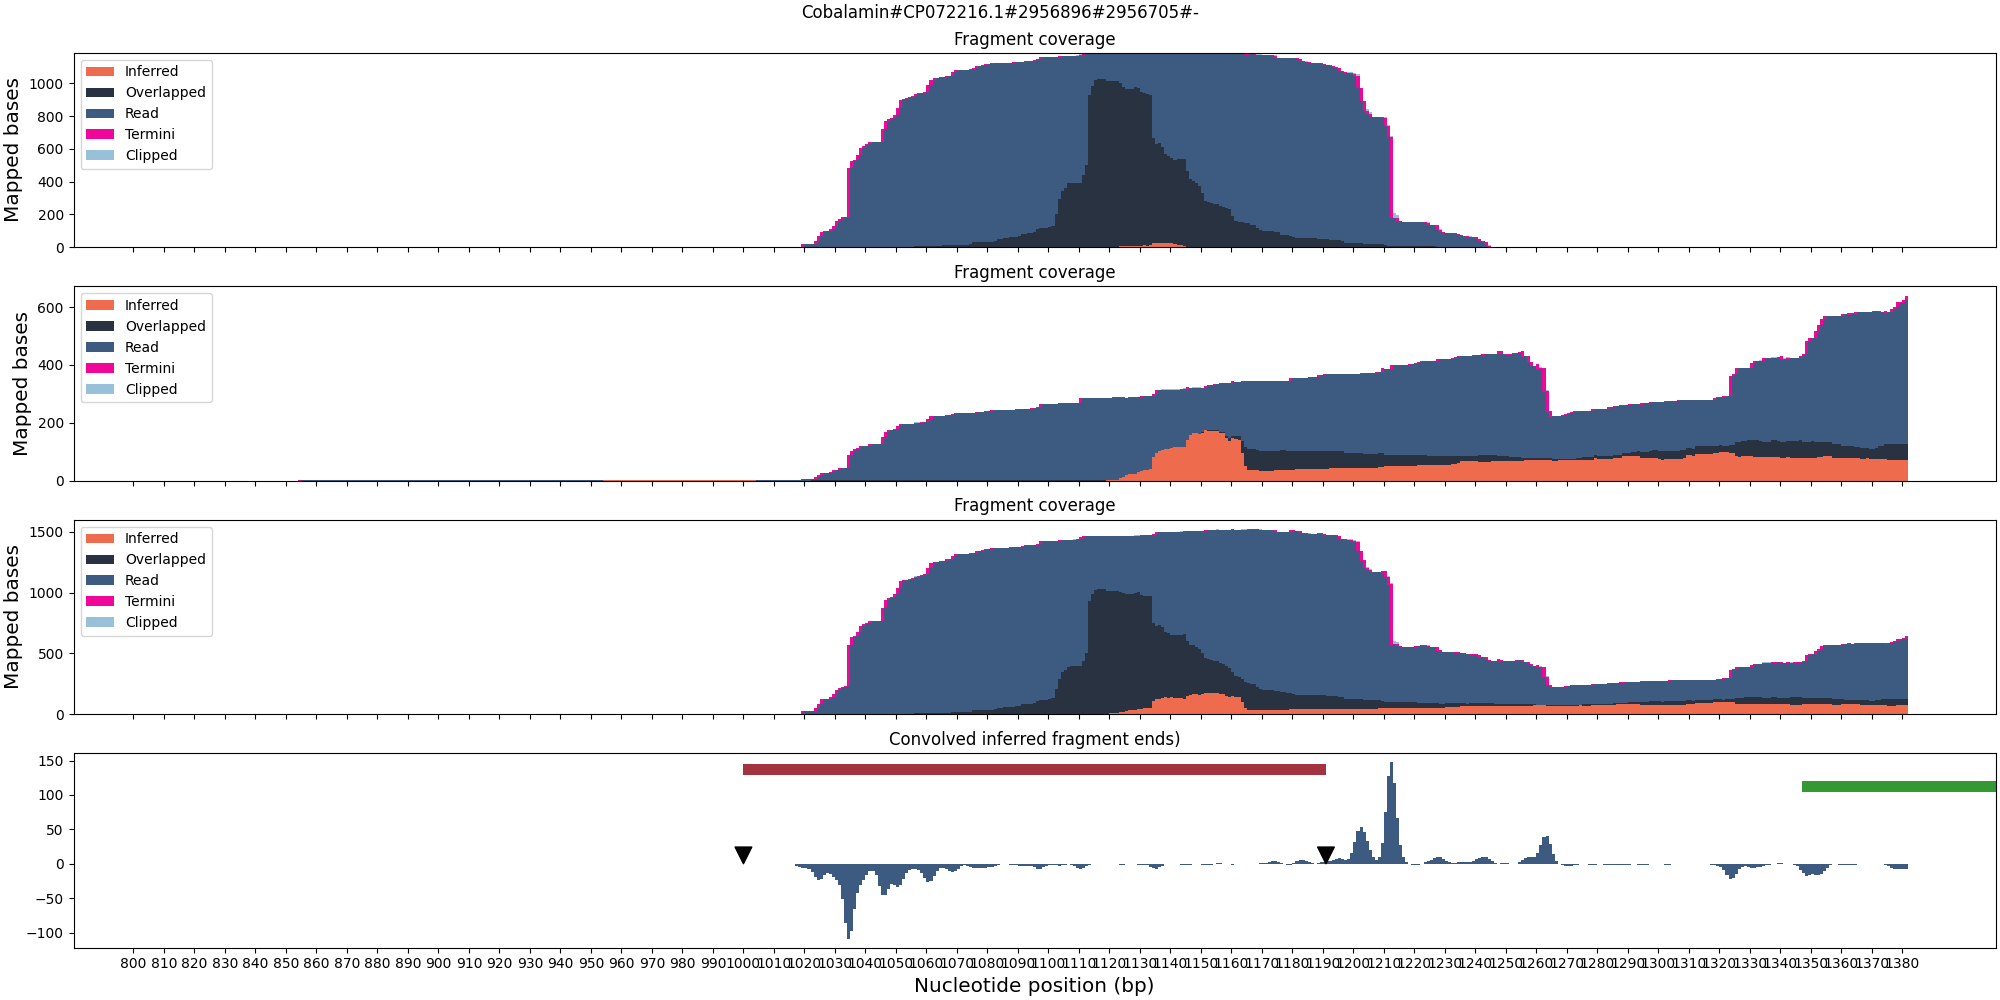 Cobalamin#CP072216.1#2956896#2956705#-
Fragment coverage
Mapped bases
1000
800
600
400
200
0
Inferred
Overlapped
Read
Termini
Clipped
Fragment coverage
Mapped bases
600
400
200
0
Inferred
Overlapped
Read
Termini
Clipped
Fragment coverage
Mapped bases
1500
1000
500
0
Inferred
Overlapped
Read
Termini
Clipped
Convolved inferred fragment ends)
150
100
50
0
−50
−100
800 810 820 830 840 850 860 870 880 890 900 910 920 930 940 950 960 970 980 990 1000 1010 1020 1030 1040 1050 1060 1070 1080 1090 1100 1110 1120 1130 1140 1150 1160 1170 1180 1190 1200 1210 1220 1230 1240 1250 1260 1270 1280 1290 1300 1310 1320 1330 1340 1350 1360 1370 1380
Nucleotide position (bp)